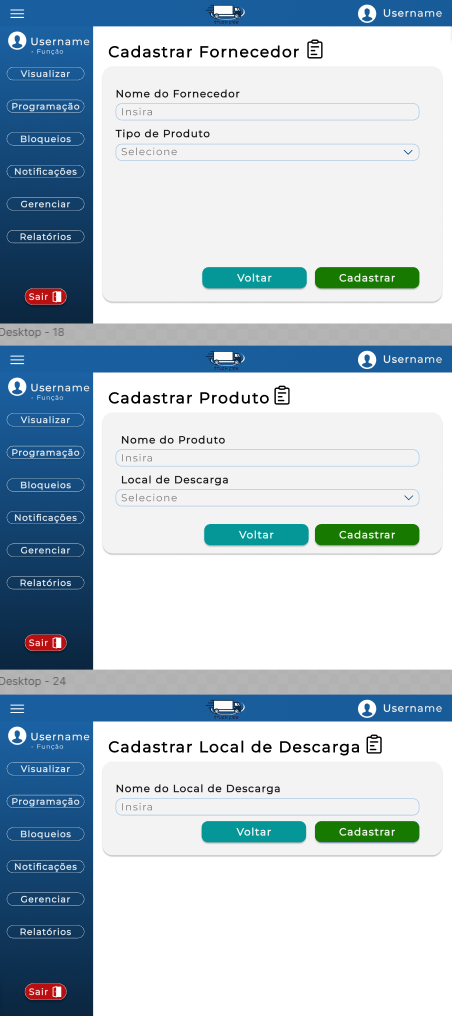 Username
Username
- Função
Cadastrar Fornecedor
Visualizar
Nome do Fornecedor
Programação
Insira
Tipo de Produto
Bloqueios
Selecione
Notificações
Gerenciar
Relatórios
Voltar
Cadastrar
Sair
Desktop - 18
Username
Username
- Função
Cadastrar Produto
Visualizar
Nome do Produto
Programação
Insira
Local de Descarga
Bloqueios
Selecione
Notificações
Voltar
Cadastrar
Gerenciar
Relatórios
Sair
Desktop - 24
Username
Username
- Função
Cadastrar Local de Descarga
Visualizar
Nome do Local de Descarga
Programação
Insira
Bloqueios
Voltar
Cadastrar
Notificações
Gerenciar
Relatórios
Sair